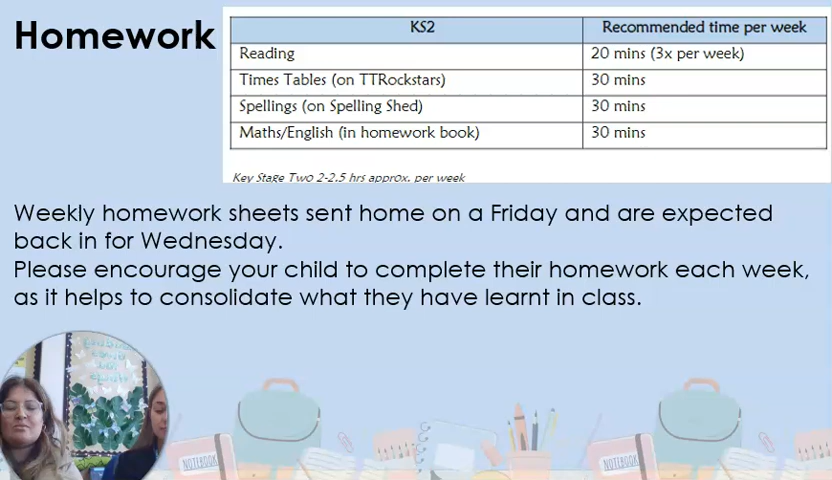 Homework
KS2 Recommended time per week
Reading 20 mins (3x per week)
Times Tables (on TTRockstars) 30 mins
Spellings (on Spelling Shed) 30 mins
Maths/English (in homework book) 30 mins
Key Stage Two 2-2.5 hrs approx. per week
Weekly homework sheets sent home on a Friday and are expected
back in for Wednesday.
Please encourage your child to complete their homework each week,
as it helps to consolidate what they have learnt in class.
NOTEBOOK
NOTEBOOK